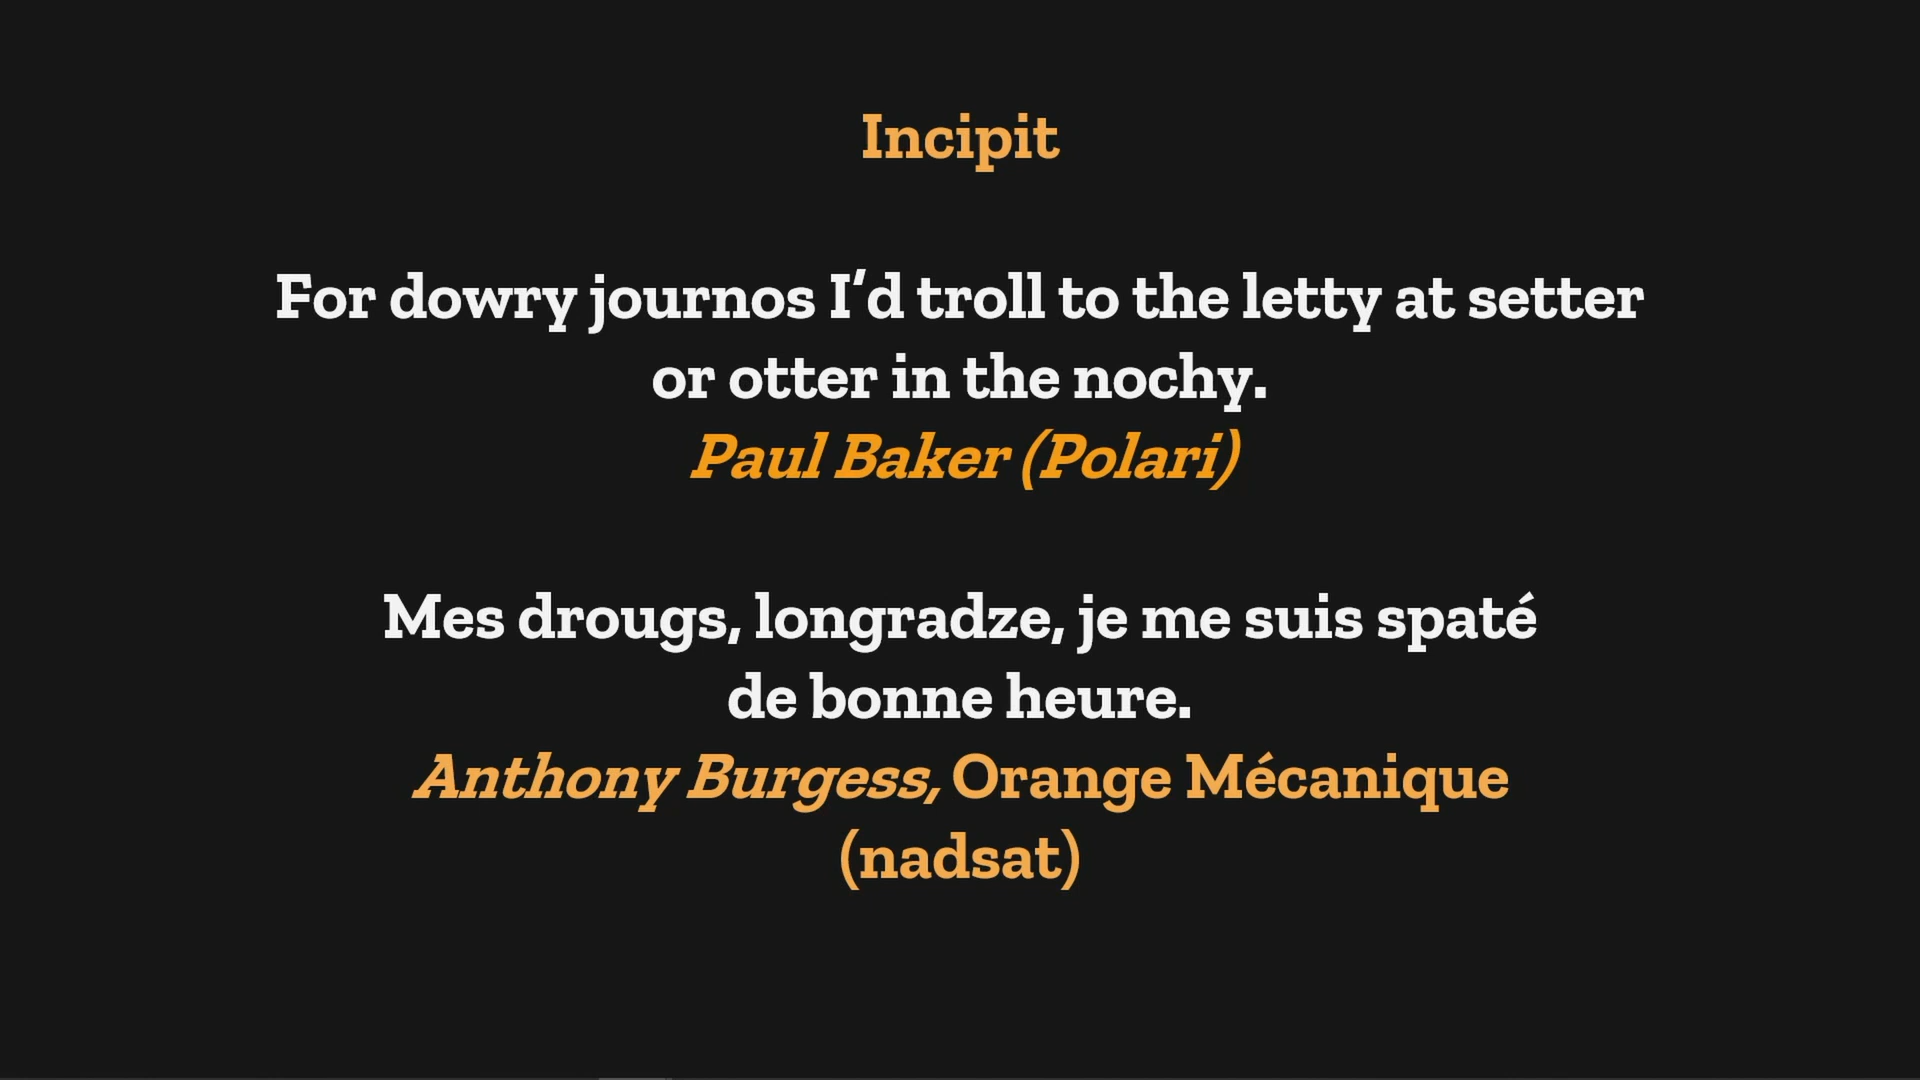 Incipit
For dowry journos I’d troll to the letty at setter
or otter in the nochy.
Paul Baker (Polari)
Mes drougs, longradze, je me suis spaté
de bonne heure.
Anthony Burgess, Orange Mécanique
(nadsat)